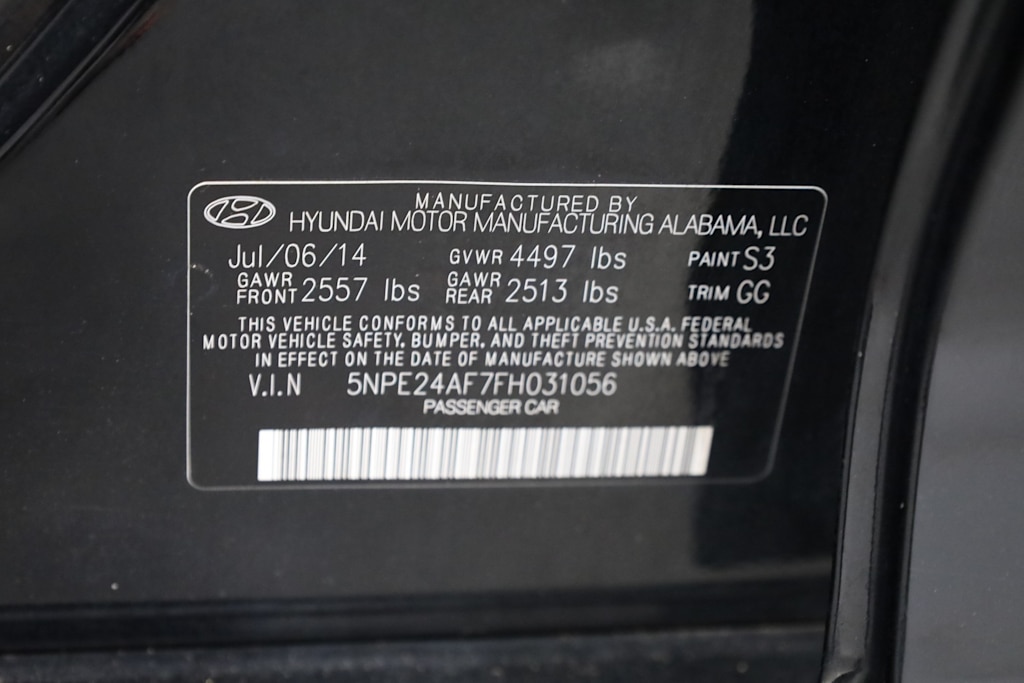 MANUFACTURED BY
HYUNDAI MOTOR MANUFACTURING ALABAMA, LLC
Jul/06/14 GVWR 4497 lbs PAINT S3
GAWR FRONT 2557 lbs GAWR REAR 2513 lbs TRIM GG
THIS VEHICLE CONFORMS TO ALL APPLICABLE U.S.A. FEDERAL
MOTOR VEHICLE SAFETY, BUMPER, AND THEFT PREVENTION STANDARDS
IN EFFECT ON THE DATE OF MANUFACTURE SHOWN ABOVE
V.I.N 5NPE24AF7FH031056
PASSENGER CAR